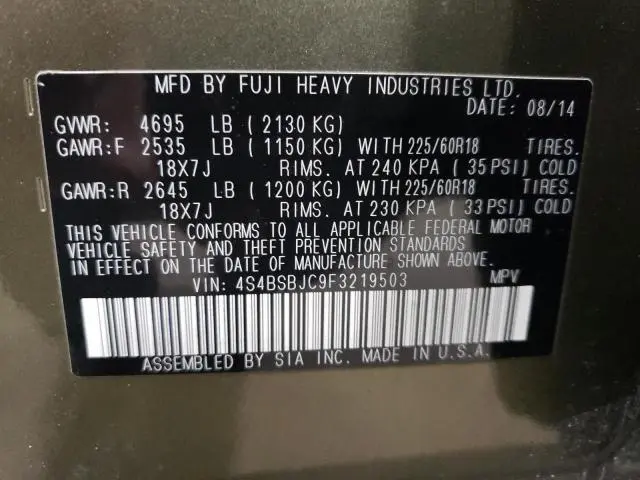 MFD BY FUJI HEAVY INDUSTRIES LTD.
DATE: 08/14
GVWR: 4695 LB (2130 KG)
GAWR:F 2535 LB (1150 KG) WITH 225/60R18 TIRES.
18X7J RIMS. AT 240 KPA (35 PSI) COLD
GAWR:R 2645 LB (1200 KG) WITH 225/60R18 TIRES.
18X7J RIMS. AT 230 KPA (33 PSI) COLD
THIS VEHICLE CONFORMS TO ALL APPLICABLE FEDERAL MOTOR
VEHICLE SAFETY AND THEFT PREVENTION STANDARDS
IN EFFECT ON THE DATE OF MANUFACTURE SHOWN ABOVE.
VIN: 4S4BSBJC9F3219503 MPV
ASSEMBLED BY SIA INC. MADE IN U.S.A.